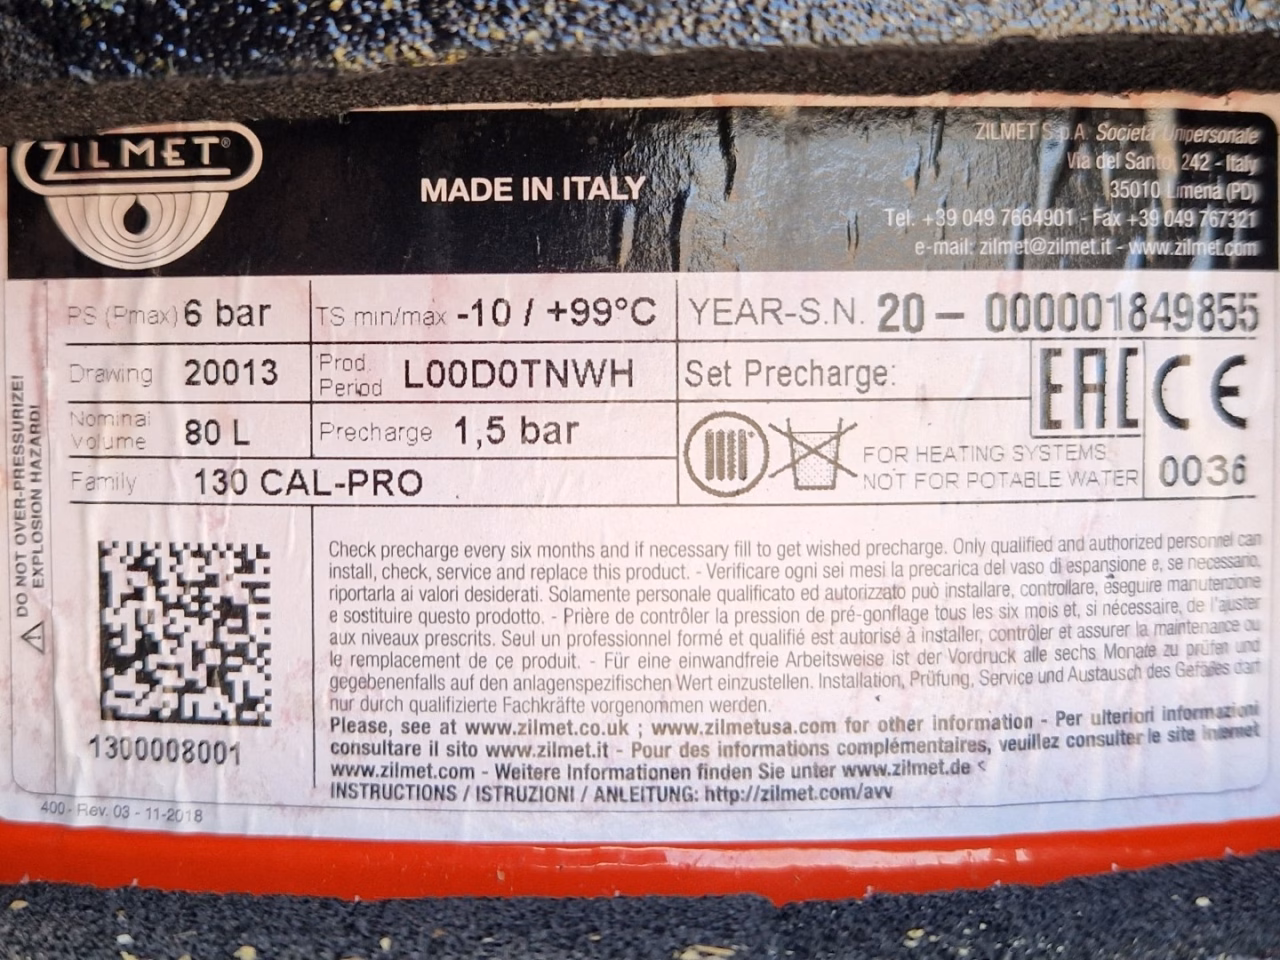 ZILMET®
MADE IN ITALY
ZILMET S.p.A. Società Unipersonale
Via del Santo, 242 - Italy
35010 Limena (PD)
Tel. +39 049 7664901 - Fax +39 049 767321
e-mail: zilmet@zilmet.it - www.zilmet.com
PS (Pmax) 6 bar
TS min/max -10 / +99°C
YEAR-S.N. 20 - 000001849855
Drawing 20013
Prod. Period L00D0TNWH
Set Precharge:
EAC CE
Nominal Volume 80 L
Precharge 1,5 bar
FOR HEATING SYSTEMS
NOT FOR POTABLE WATER
0036
Family 130 CAL-PRO
DO NOT OVER-PRESSURIZE!
EXPLOSION HAZARD!
1300008001
Check precharge every six months and if necessary fill to get wished precharge. Only qualified and authorized personnel can
install, check, service and replace this product. - Verificare ogni sei mesi la precarica del vaso di espansione e, se necessario,
riportarla ai valori desiderati. Solamente personale qualificato ed autorizzato può installare, controllare, eseguire manutenzione
e sostituire questo prodotto. - Prière de contrôler la pression de pré-gonflage tous les six mois et, si nécessaire, de l'ajuster
aux niveaux prescrits. Seul un professionnel formé et qualifié est autorisé à installer, contrôler et assurer la maintenance ou
le remplacement de ce produit. - Für eine einwandfreie Arbeitsweise ist der Vordruck alle sechs Monate zu prüfen und
gegebenenfalls auf den anlagenspezifischen Wert einzustellen. Installation, Prüfung, Service und Austausch des Gefäßes darf
nur durch qualifizierte Fachkräfte vorgenommen werden.
Please, see at www.zilmet.co.uk ; www.zilmetusa.com for other information - Per ulteriori informazioni
consultare il sito www.zilmet.it - Pour des informations complémentaires, veuillez consulter le site internet
www.zilmet.com - Weitere Informationen finden Sie unter www.zilmet.de
INSTRUCTIONS / ISTRUZIONI / ANLEITUNG: http://zilmet.com/avv
400- Rev. 03 - 11-2018